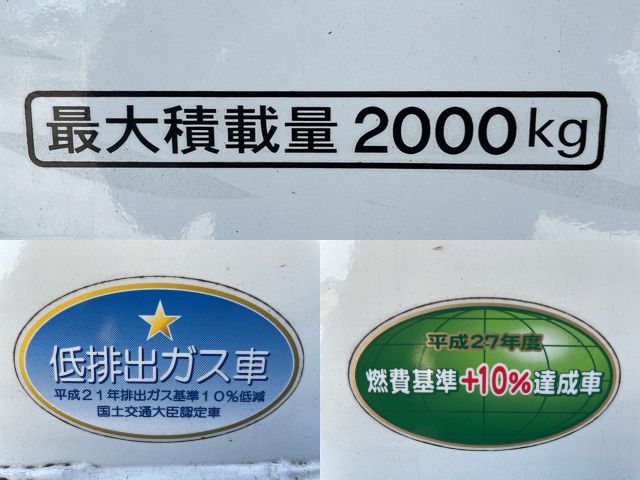 最大積載量 2000kg
低排出ガス車
平成21年排出ガス基準10%低減
国土交通大臣認定車
平成27年度
燃費基準+10%達成車